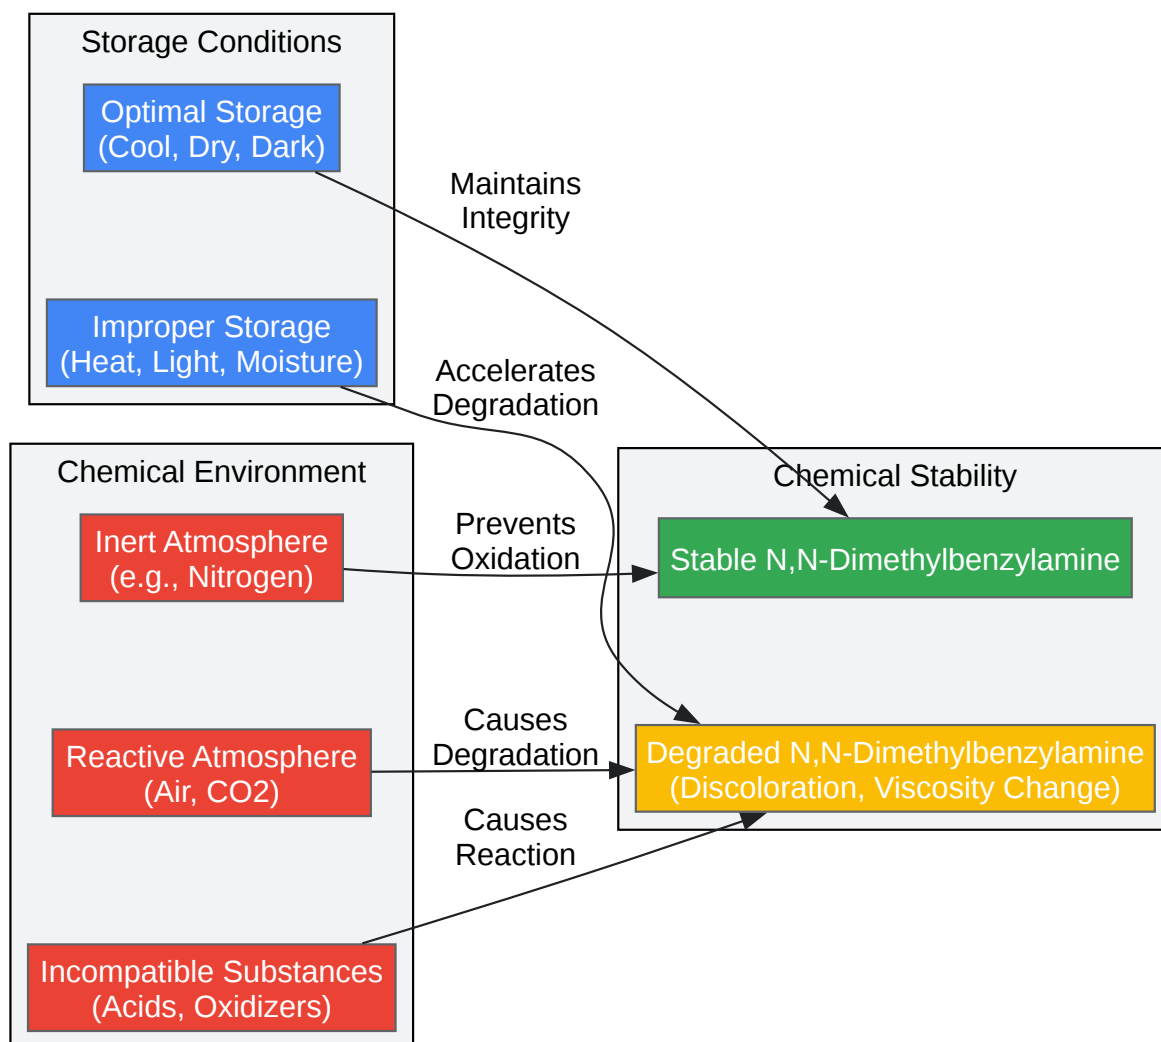 Storage Conditions
Optimal Storage
(Cool, Dry, Dark)
Maintains
Integrity
Improper Storage
(Heat, Light, Moisture)
Accelerates
Degradation
Chemical Environment
Inert Atmosphere
(e.g., Nitrogen)
Prevents
Oxidation
Reactive Atmosphere
(Air, CO2)
Causes
Degradation
Incompatible Substances
(Acids, Oxidizers)
Causes
Reaction
Chemical Stability
Stable N,N-Dimethylbenzylamine
Degraded N,N-Dimethylbenzylamine
(Discoloration, Viscosity Change)